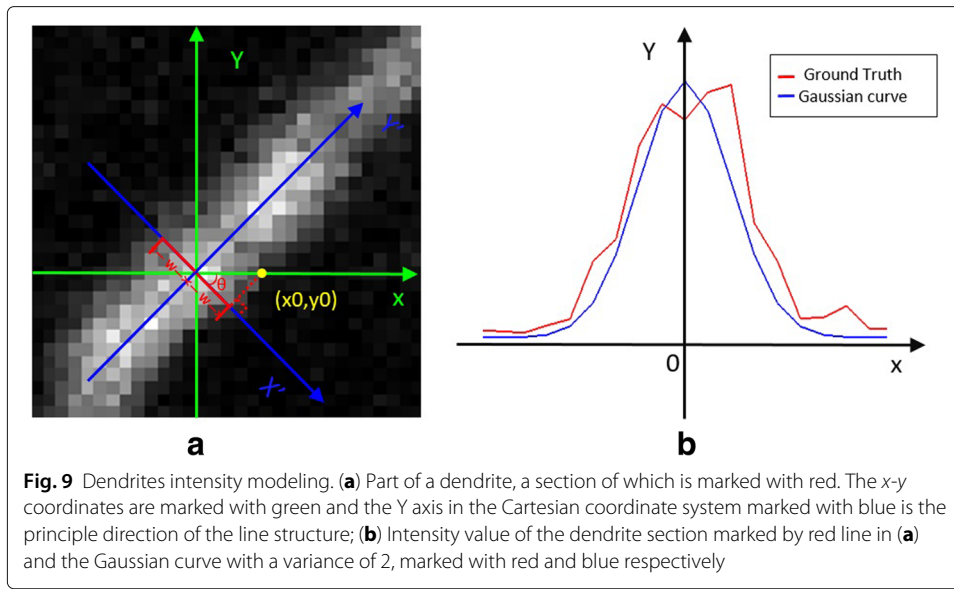 Y
Y'
w
w
θ
x
(x0,y0)
X'
a
Y
Ground Truth
Gaussian curve
0
x
b
Fig. 9 Dendrites intensity modeling. (a) Part of a dendrite, a section of which is marked with red. The x-y
coordinates are marked with green and the Y axis in the Cartesian coordinate system marked with blue is the
principle direction of the line structure; (b) Intensity value of the dendrite section marked by red line in (a)
and the Gaussian curve with a variance of 2, marked with red and blue respectively